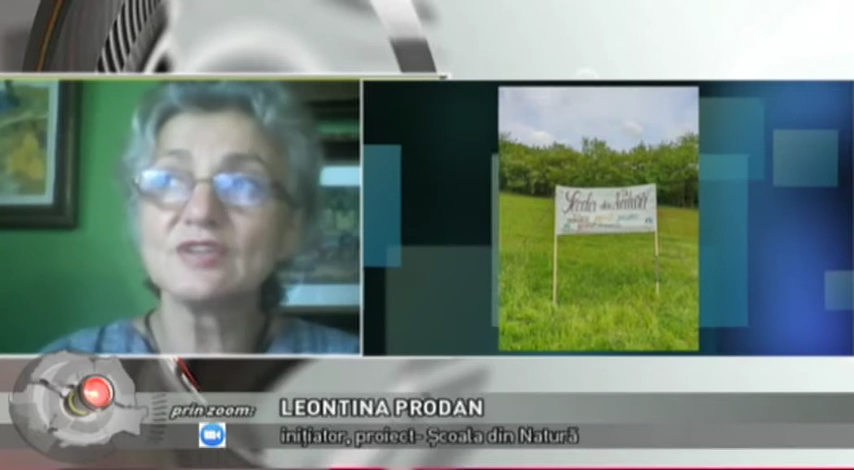 Școala din Natură
prin zoom:
LEONTINA PRODAN
inițiator, proiect- Școala din Natură